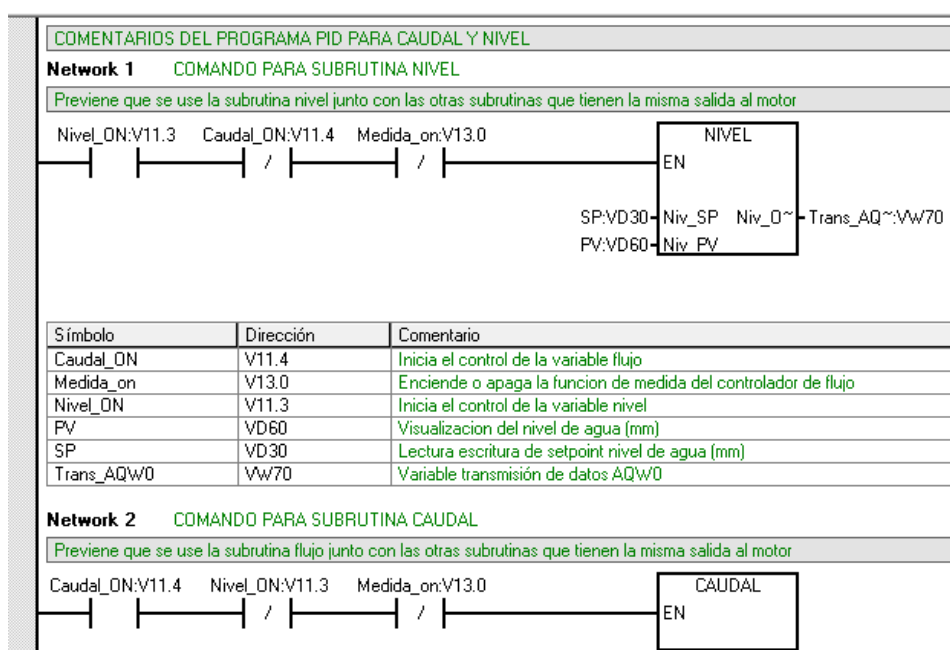 COMENTARIOS DEL PROGRAMA PID PARA CAUDAL Y NIVEL
Network 1 COMANDO PARA SUBRUTINA NIVEL
Previene que se use la subrutina nivel junto con las otras subrutinas que tienen la misma salida al motor
Nivel_ON:V11.3 Caudal_ON:V11.4 Medida_on:V13.0 NIVEL
/ / EN
SP:VD30 Niv_SP Niv_O~ Trans_AQ~:VW70
PV:VD60 Niv_PV
Símbolo Dirección Comentario
Caudal_ON V11.4 Inicia el control de la variable flujo
Medida_on V13.0 Enciende o apaga la funcion de medida del controlador de flujo
Nivel_ON V11.3 Inicia el control de la variable nivel
PV VD60 Visualizacion del nivel de agua (mm)
SP VD30 Lectura escritura de setpoint nivel de agua (mm)
Trans_AQW0 VW70 Variable transmisión de datos AQW0
Network 2 COMANDO PARA SUBRUTINA CAUDAL
Previene que se use la subrutina flujo junto con las otras subrutinas que tienen la misma salida al motor
Caudal_ON:V11.4 Nivel_ON:V11.3 Medida_on:V13.0 CAUDAL
/ / EN